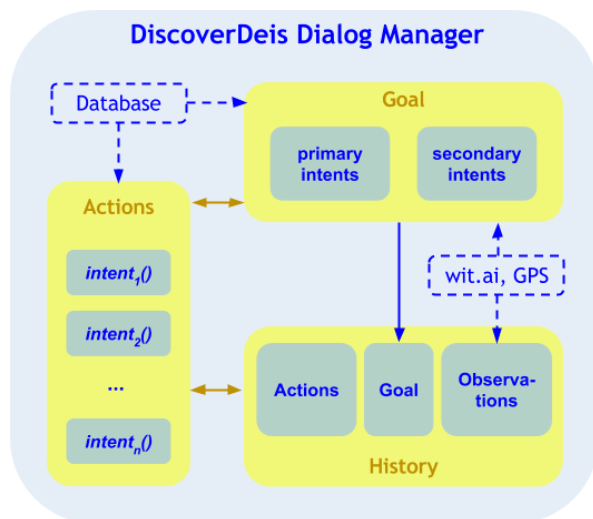 DiscoverDeis Dialog Manager
Database
Goal
primary
intents
secondary
intents
Actions
intent1()
intent2()
...
intentn()
wit.ai, GPS
Actions
Goal
Observa-
tions
History